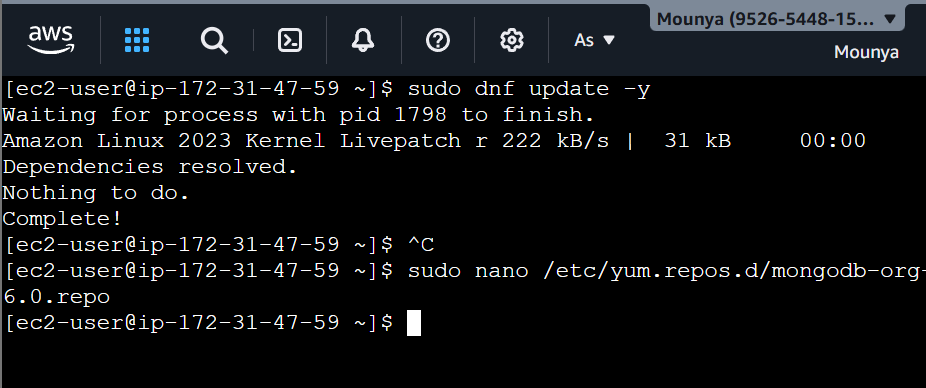 aws
As
Mounya (9526-5448-15...
Mounya
[ec2-user@ip-172-31-47-59 ~]$ sudo dnf update -y
Waiting for process with pid 1798 to finish.
Amazon Linux 2023 Kernel Livepatch r 222 kB/s |  31 kB     00:00
Dependencies resolved.
Nothing to do.
Complete!
[ec2-user@ip-172-31-47-59 ~]$ ^C
[ec2-user@ip-172-31-47-59 ~]$ sudo nano /etc/yum.repos.d/mongodb-org-
6.0.repo
[ec2-user@ip-172-31-47-59 ~]$